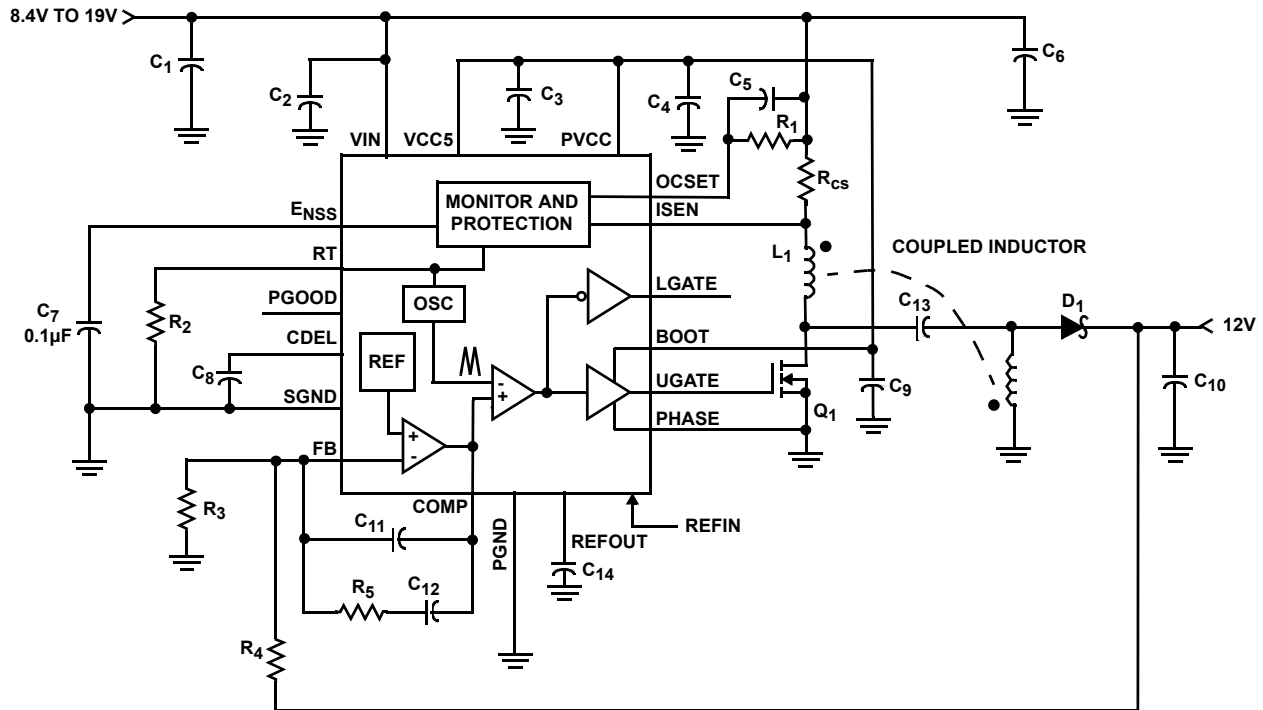 8.4V TO 19V
C1
C2
C3
C4
C5
C6
R1
VIN
VCC5
PVCC
OCSET
RCS
MONITOR AND
PROTECTION
ISEN
ENSS
RT
L1
COUPLED INDUCTOR
LGATE
PGOOD
OSC
C13
D1
C7
0.1µF
R2
12V
CDEL
REF
BOOT
C8
-
+
UGATE
C9
C10
SGND
Q1
PHASE
+
-
FB
COMP
R3
C11
PGND
REFOUT
REFIN
C14
R5
C12
R4